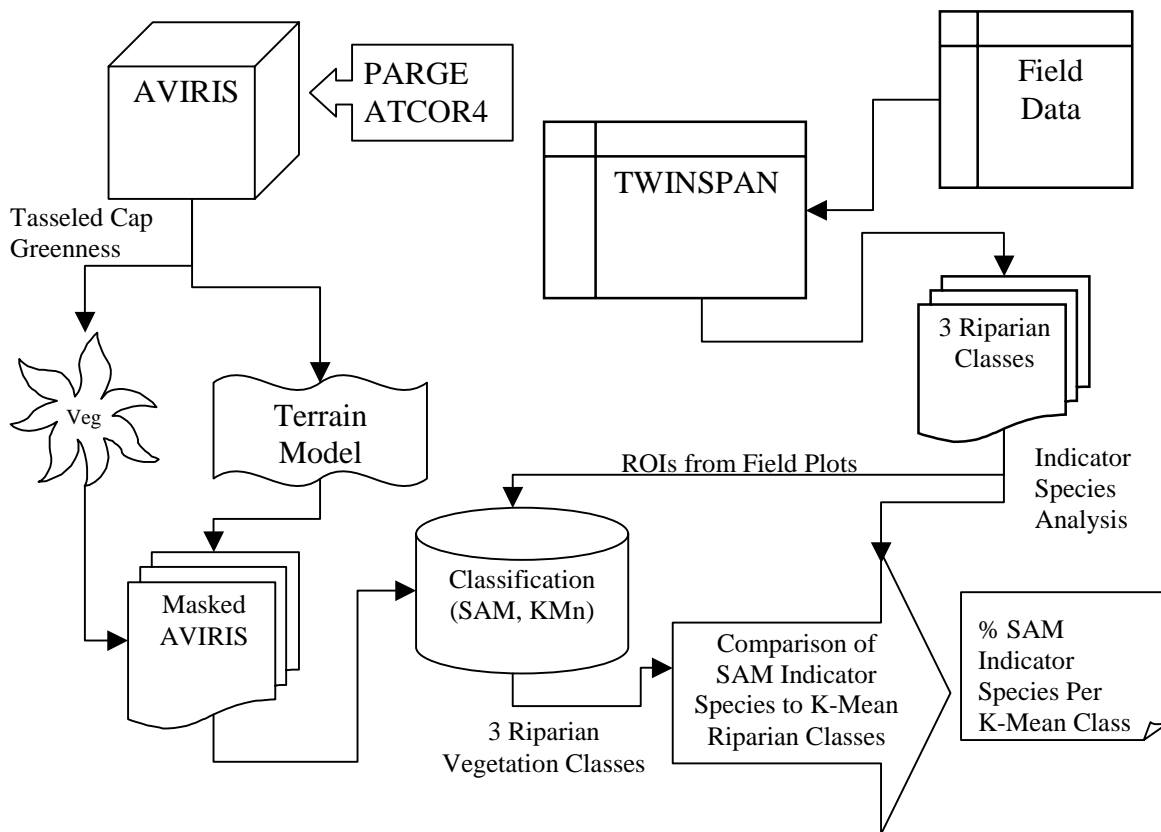 AVIRIS
PARGE
ATCOR4
Field
Data
TWINSPAN
Tasseled Cap
Greenness
3 Riparian
Classes
Veg
Terrain
Model
ROIs from Field Plots
Indicator
Species
Analysis
Masked
AVIRIS
Classification
(SAM, KMn)
3 Riparian
Vegetation Classes
Comparison of
SAM Indicator
Species to K-Mean
Riparian Classes
% SAM
Indicator
Species Per
K-Mean Class